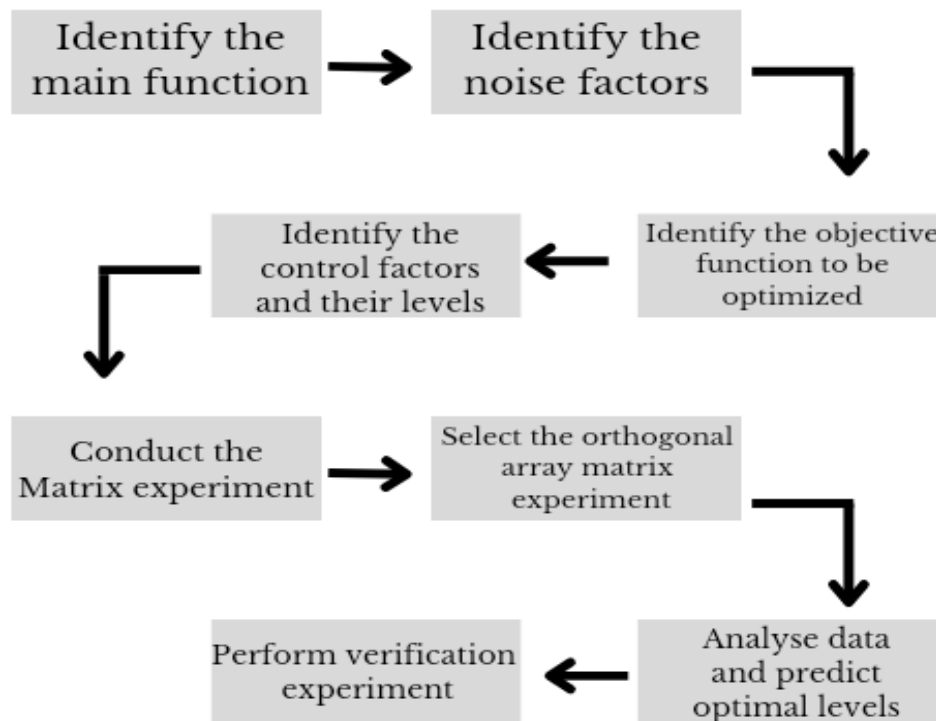 Identify the
main function
Identify the
noise factors
Identify the objective
function to be
optimized
Identify the
control factors
and their levels
Conduct the
Matrix experiment
Select the orthogonal
array matrix
experiment
Analyse data
and predict
optimal levels
Perform verification
experiment